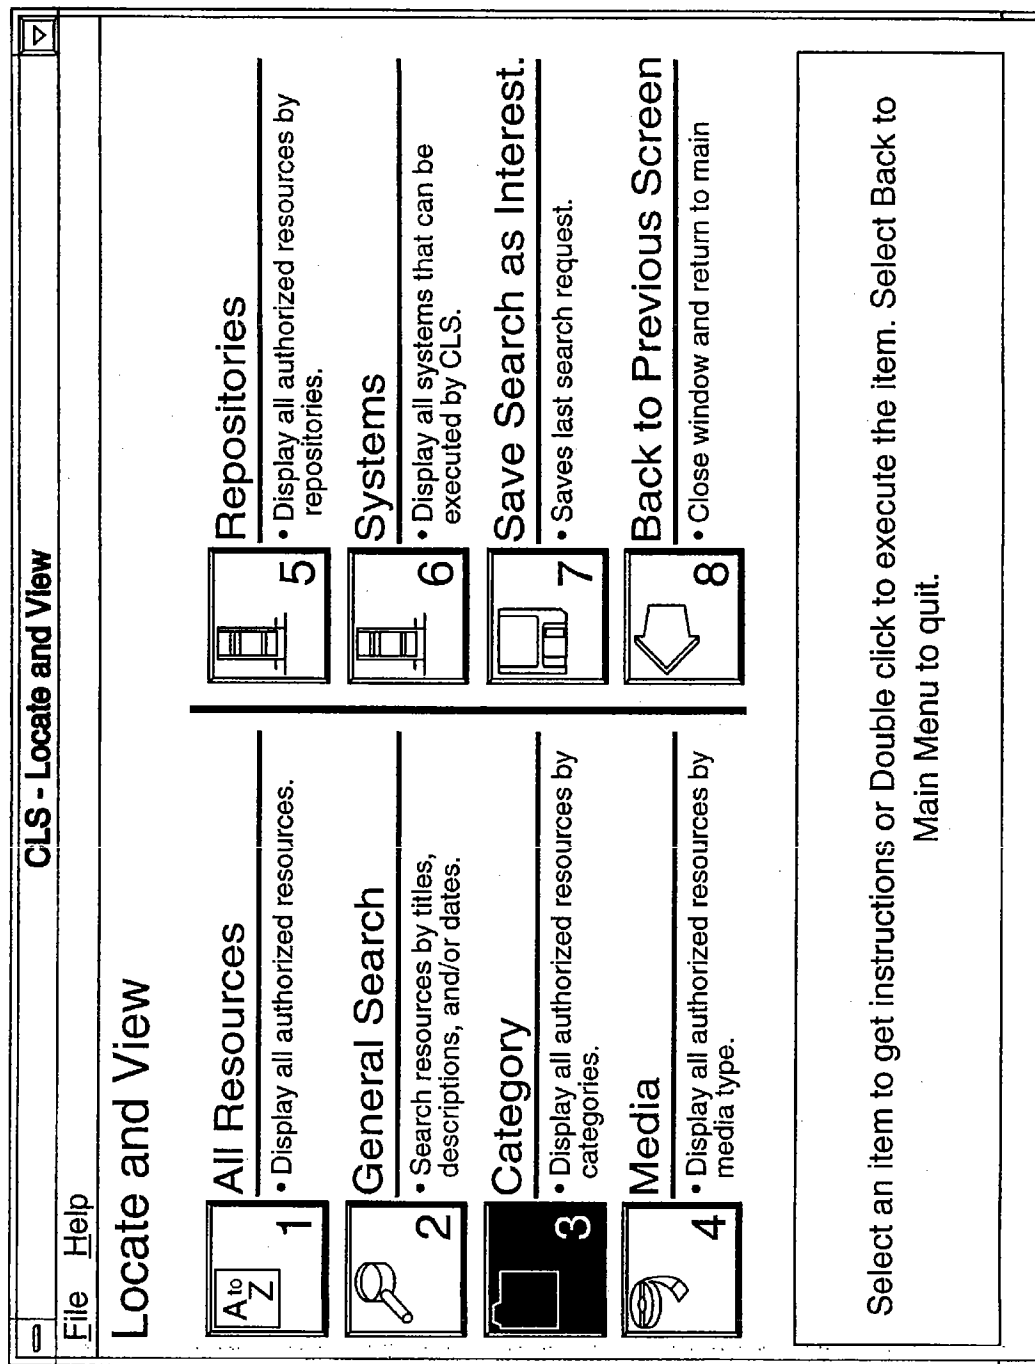 CLS - Locate and View
File Help
Locate and View
A to Z
1
All Resources
• Display all authorized resources.
2
General Search
• Search resources by titles,
descriptions, and/or dates.
3
Category
• Display all authorized resources by
categories.
4
Media
• Display all authorized resources by
media type.
5
Repositories
• Display all authorized resources by
repositories.
6
Systems
• Display all systems that can be
executed by CLS.
7
Save Search as Interest.
• Saves last search request.
8
Back to Previous Screen
• Close window and return to main
Select an item to get instructions or Double click to execute the item. Select Back to
Main Menu to quit.